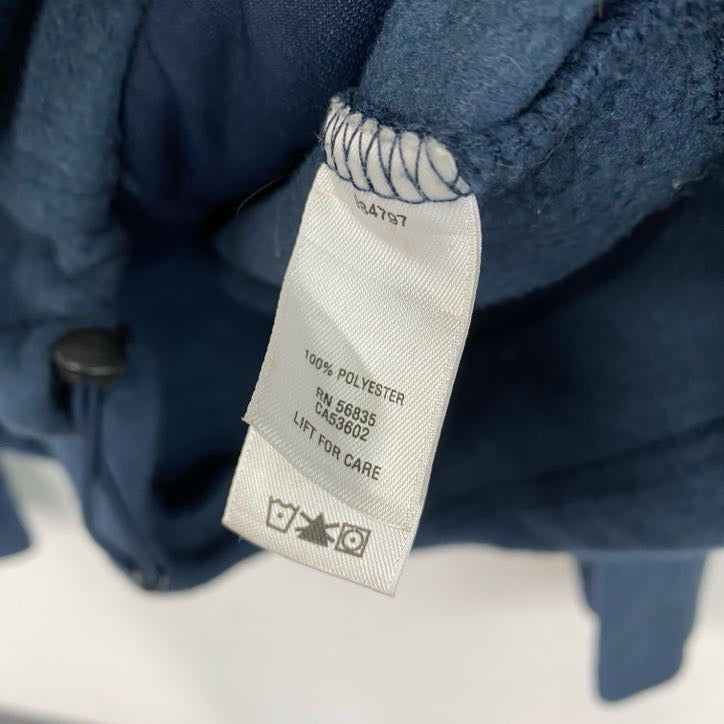 100% POLYESTER
RN 56835
CA53602
LIFT FOR CARE